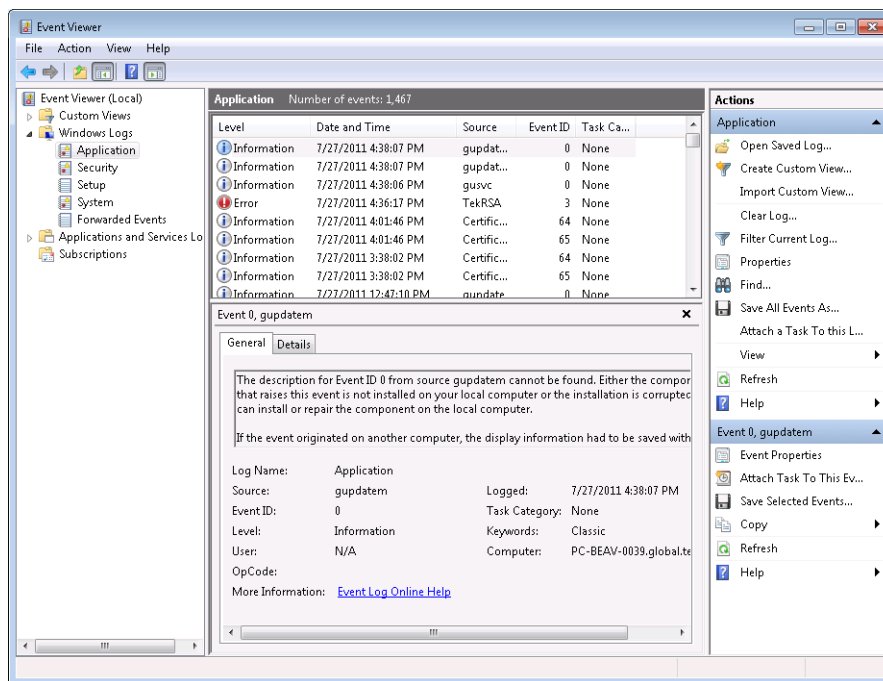 Event Viewer
File Action View Help
Event Viewer (Local)
Custom Views
Windows Logs
Application
Security
Setup
System
Forwarded Events
Applications and Services Lo
Subscriptions
Application Number of events: 1,467
Level Date and Time Source Event ID Task Ca...
Information 7/27/2011 4:38:07 PM gupdat... 0 None
Information 7/27/2011 4:38:07 PM gupdat... 0 None
Information 7/27/2011 4:38:06 PM gusvc 0 None
Error 7/27/2011 4:36:17 PM TekRSA 3 None
Information 7/27/2011 4:01:46 PM Certific... 64 None
Information 7/27/2011 4:01:46 PM Certific... 65 None
Information 7/27/2011 3:38:02 PM Certific... 64 None
Information 7/27/2011 3:38:02 PM Certific... 65 None
Information 7/27/2011 12:47:10 PM gupdate 0 None
Event 0, gupdatem
General Details
The description for Event ID 0 from source gupdatem cannot be found. Either the compor
that raises this event is not installed on your local computer or the installation is corrupted
can install or repair the component on the local computer.
If the event originated on another computer, the display information had to be saved with
Log Name: Application
Source: gupdatem Logged: 7/27/2011 4:38:07 PM
Event ID: 0 Task Category: None
Level: Information Keywords: Classic
User: N/A Computer: PC-BEAV-0039.global.te
OpCode:
More Information: Event Log Online Help
Actions
Application
Open Saved Log...
Create Custom View...
Import Custom View...
Clear Log...
Filter Current Log...
Properties
Find...
Save All Events As...
Attach a Task To this L...
View
Refresh
Help
Event 0, gupdatem
Event Properties
Attach Task To This Ev...
Save Selected Events...
Copy
Refresh
Help